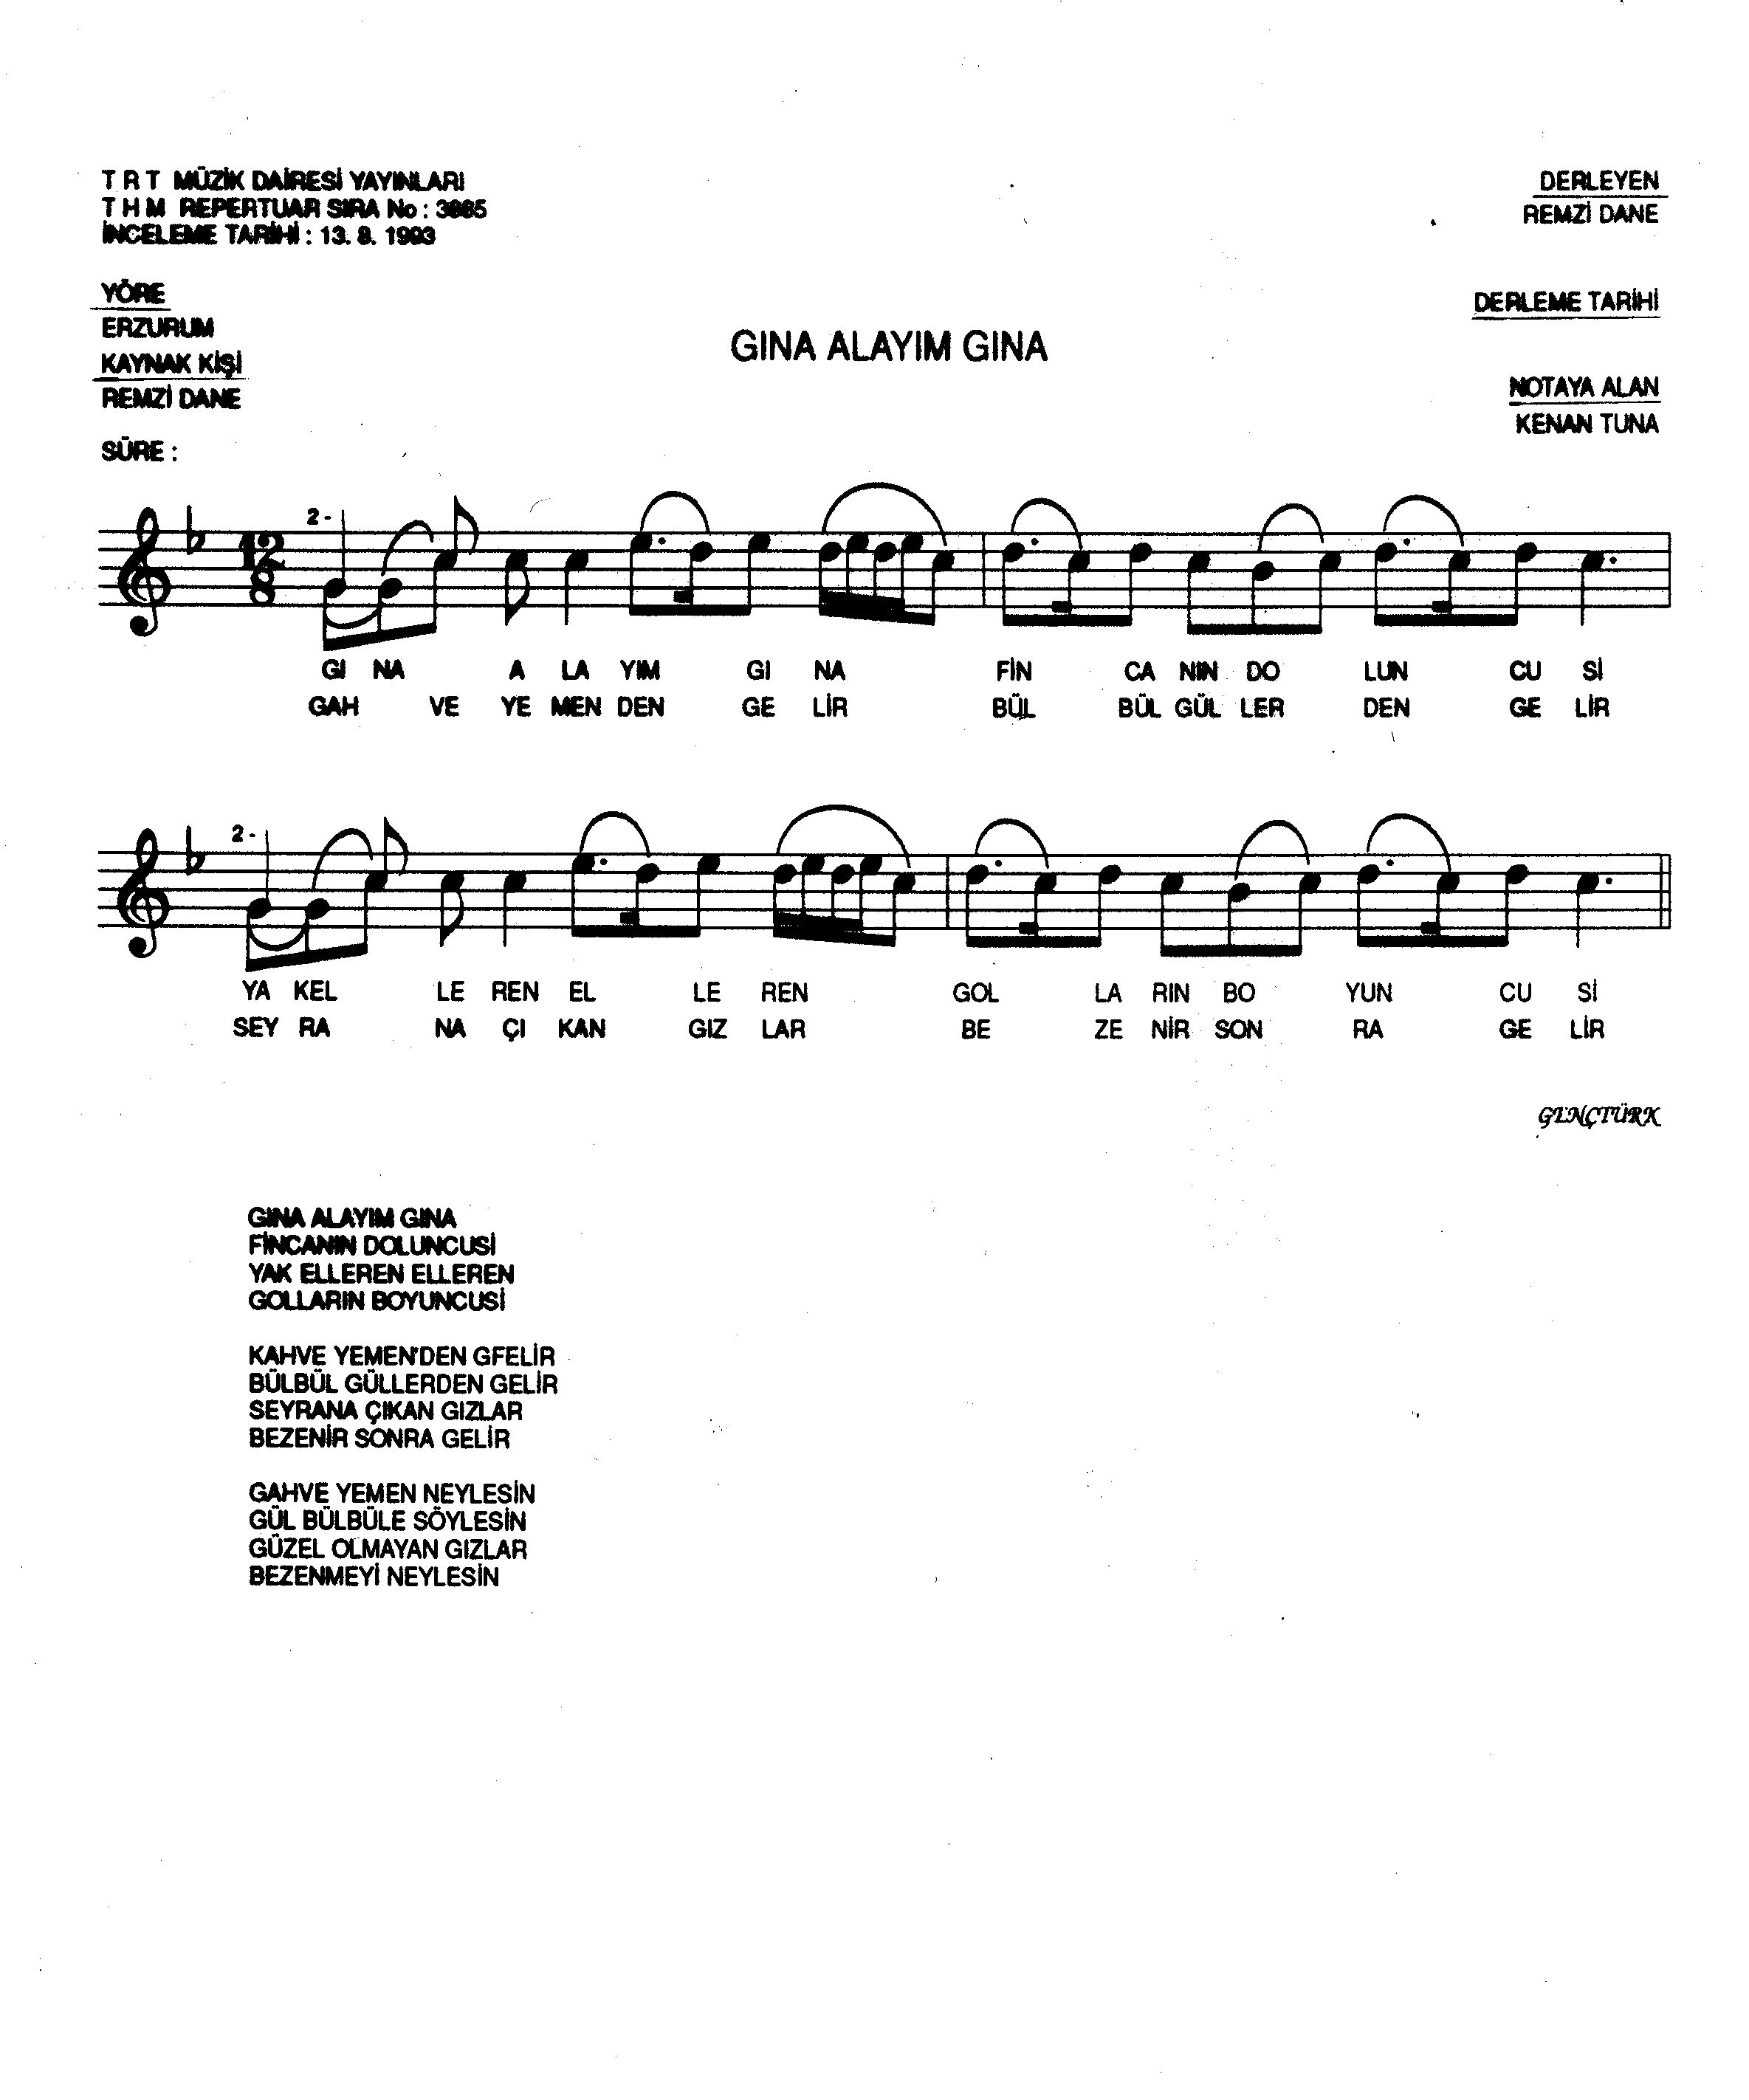 T R T MÜZİK DAİRESİ YAYINLARI
T H M REPERTUAR SIRA No : 3885
İNCELEME TARİHİ : 13. 8. 1993
DERLEYEN
REMZİ DANE
YÖRE
ERZURUM
KAYNAK KİŞİ
REMZİ DANE
SÜRE :
GINA ALAYIM GINA
DERLEME TARİHİ
NOTAYA ALAN
KENAN TUNA
12
8
2 -
GI NA A LA YIM GI NA FİN CA NIN DO LUN CU Sİ
GAH VE YE MEN DEN GE LİR BÜL BÜL GÜL LER DEN GE LİR
2 -
YA KEL LE REN EL LE REN GOL LA RIN BO YUN CU Sİ
SEY RA NA ÇI KAN GIZ LAR BE ZE NİR SON RA GE LİR
GENÇTÜRK
GINA ALAYIM GINA
FİNCANIN DOLUNCUSİ
YAK ELLEREN ELLEREN
GOLLARIN BOYUNCUSİ
KAHVE YEMEN'DEN GFELİR
BÜLBÜL GÜLLERDEN GELİR
SEYRANA ÇIKAN GIZLAR
BEZENİR SONRA GELİR
GAHVE YEMEN NEYLESİN
GÜL BÜLBÜLE SÖYLESİN
GÜZEL OLMAYAN GIZLAR
BEZENMEYİ NEYLESİN